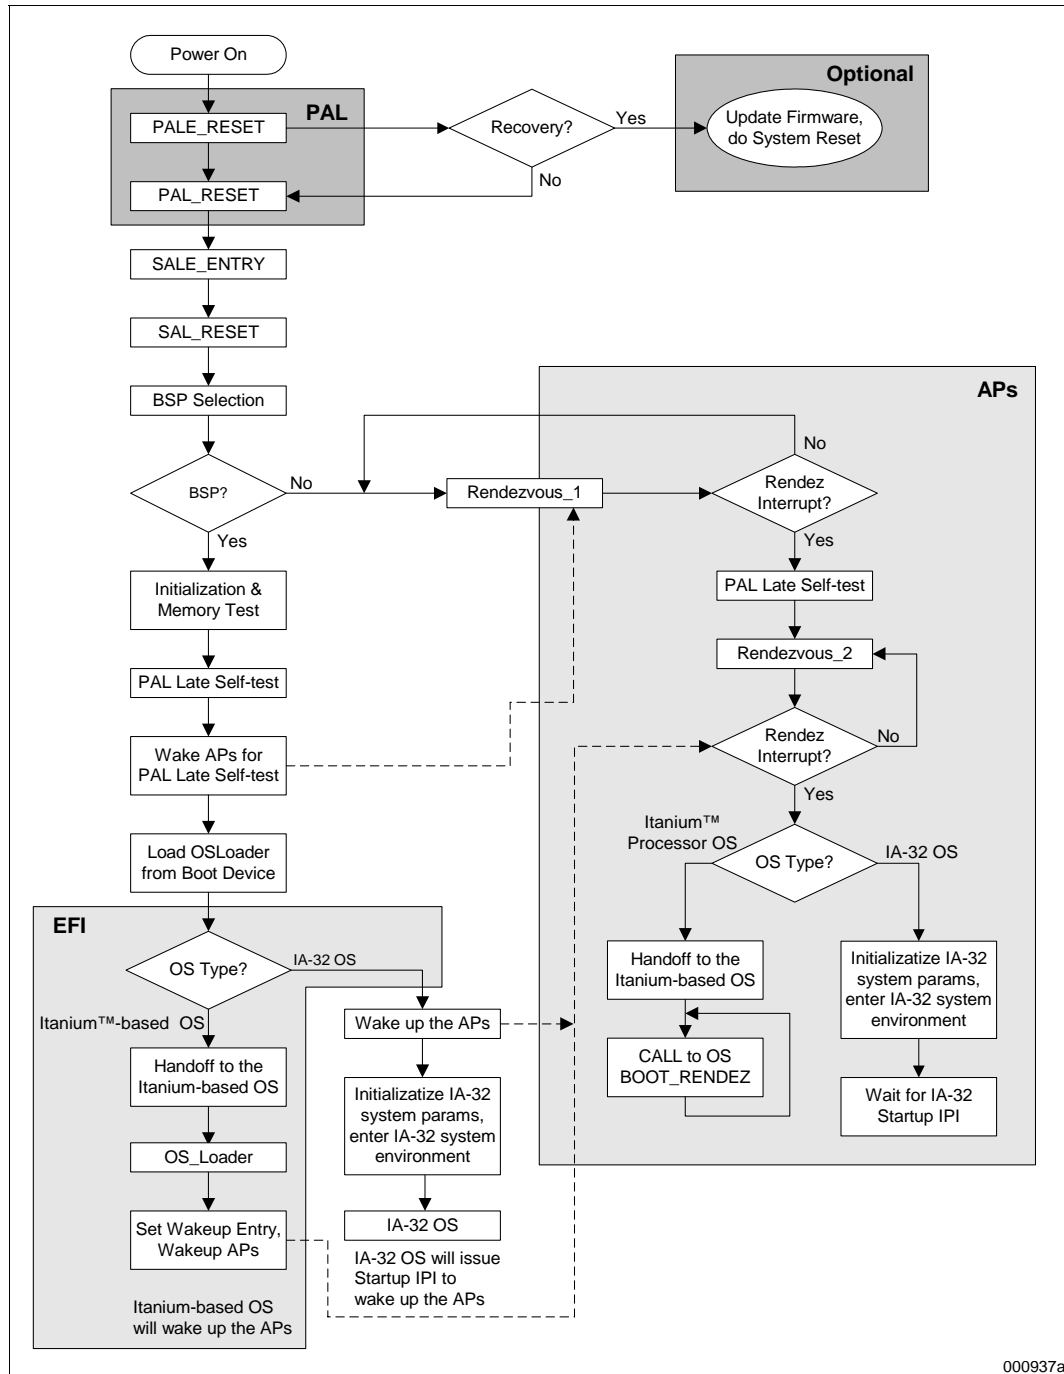 Power On
PAL
Optional
PALE_RESET
Recovery?
Yes
Update Firmware,
do System Reset
No
PAL_RESET
SALE_ENTRY
SAL_RESET
BSP Selection
APs
BSP?
No
Yes
Rendezvous_1
No
Rendez
Interrupt?
Yes
Initialization &
Memory Test
PAL Late Self-test
PAL Late Self-test
Rendezvous_2
Wake APs for
PAL Late Self-test
Rendez
Interrupt?
No
Yes
Load OSLoader
from Boot Device
Itanium™
Processor OS
OS Type?
IA-32 OS
EFI
OS Type?
IA-32 OS
Itanium™-based OS
Handoff to the
Itanium-based OS
Initializatize IA-32
system params,
enter IA-32 system
environment
Wake up the APs
Handoff to the
Itanium-based OS
CALL to OS
BOOT_RENDEZ
Wait for IA-32
Startup IPI
Initializatize IA-32
system params,
enter IA-32 system
environment
OS_Loader
Set Wakeup Entry,
Wakeup APs
IA-32 OS
IA-32 OS will issue
Startup IPI to
wake up the APs
Itanium-based OS
will wake up the APs
000937a